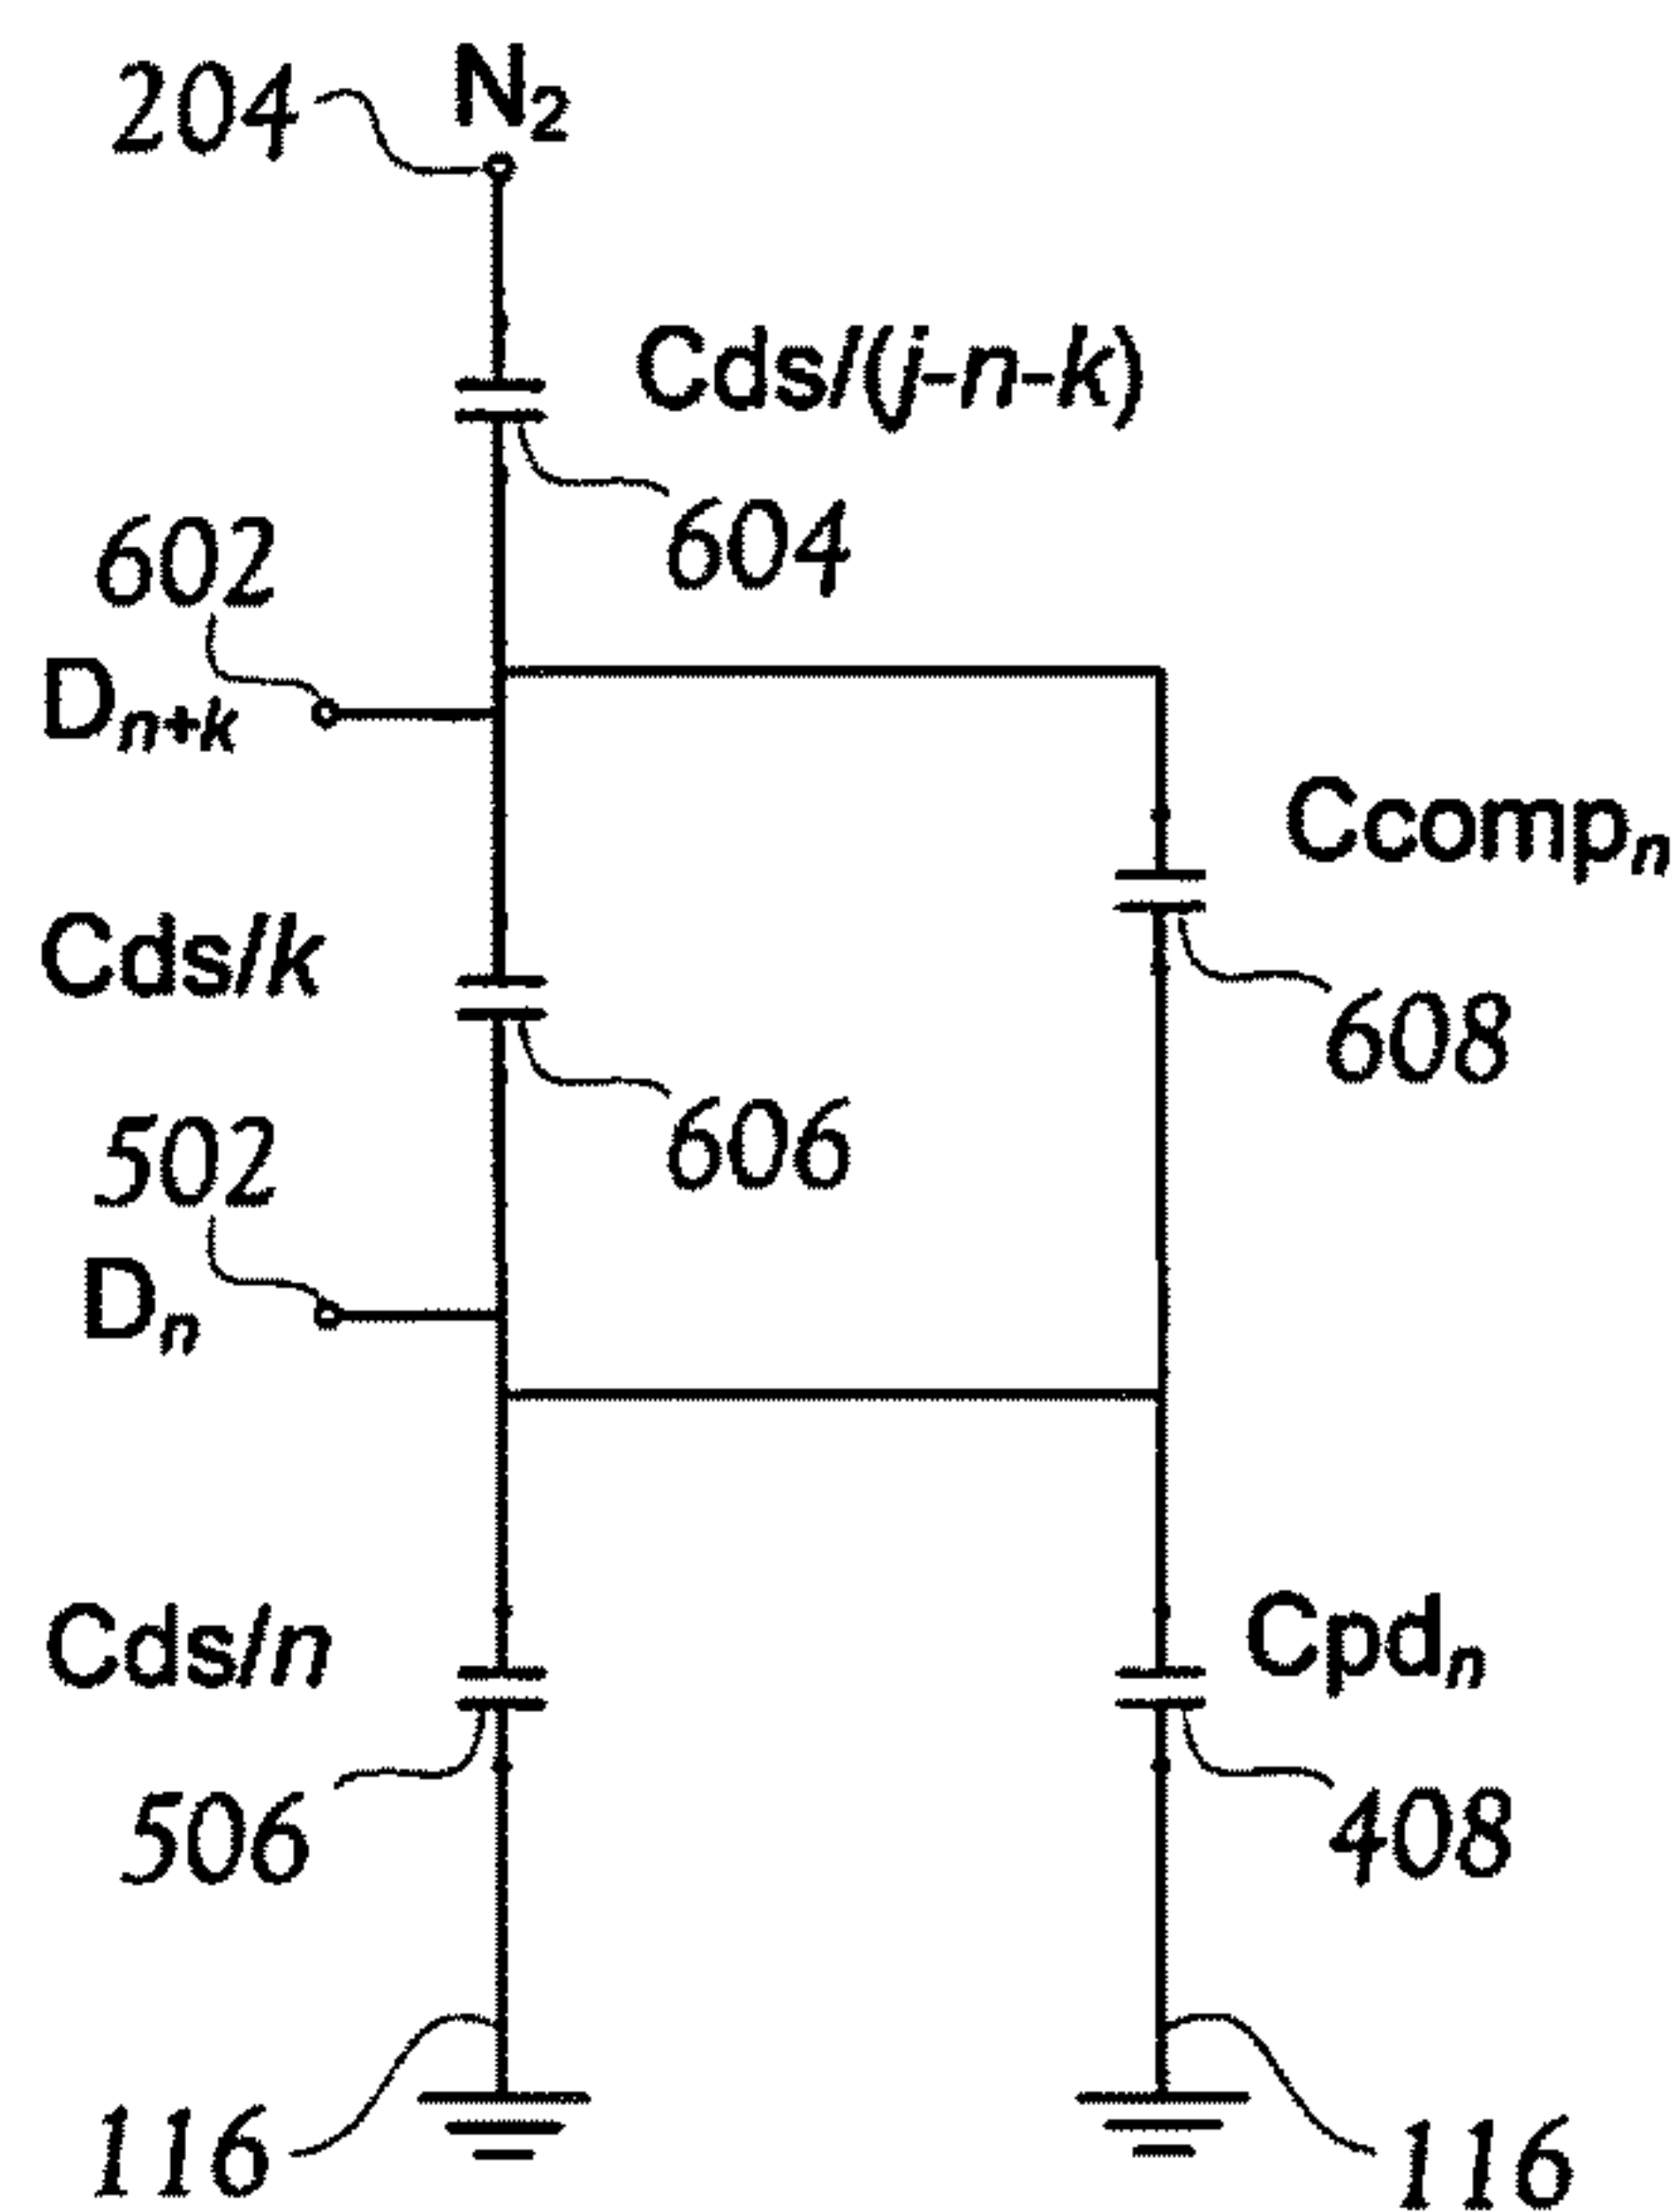 204 N2
Cds/(j-n-k)
604
602
Dn+k
Ccompn
Cds/k
608
606
502
Dn
Cds/n
Cpdn
506
408
116
116